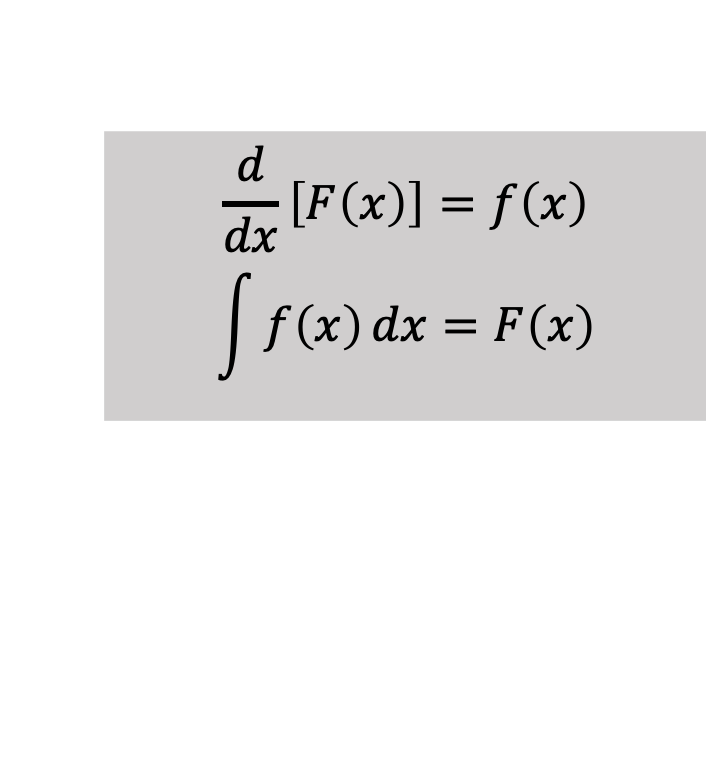 d/dx [F(x)] = f(x)
∫ f(x) dx = F(x)